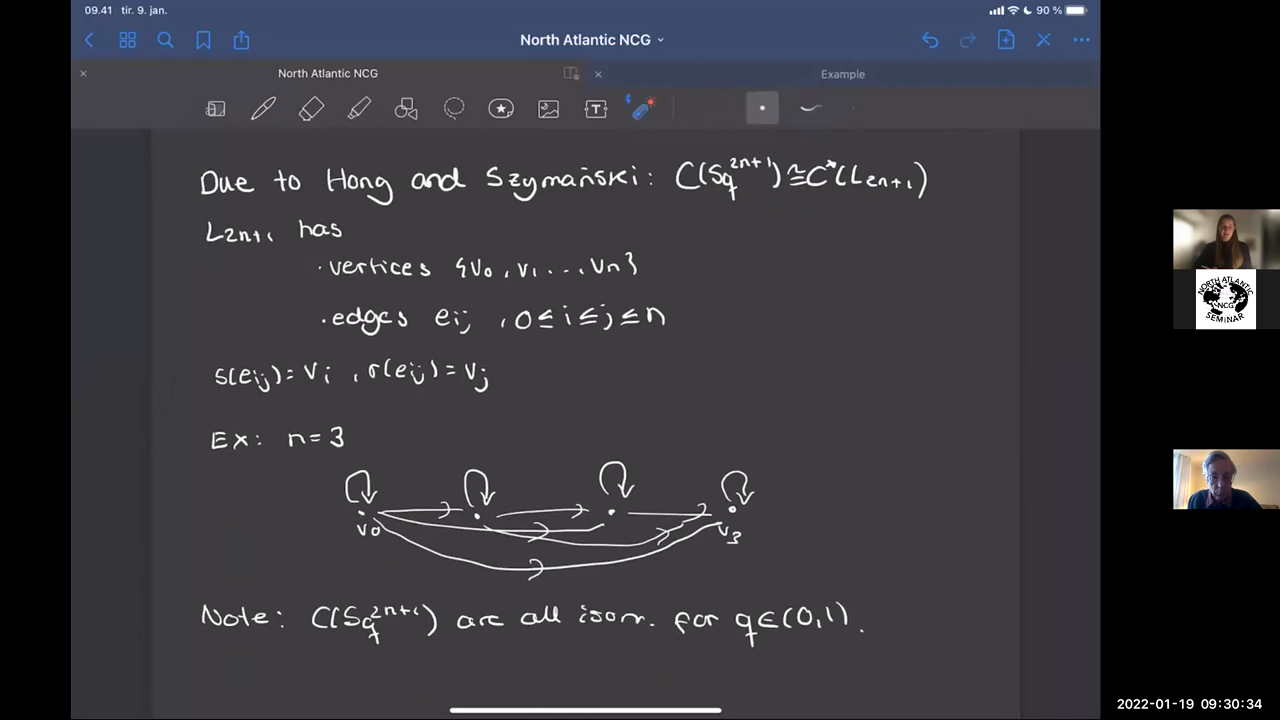 09.41 tir. 9. jan.
90 %
North Atlantic NCG
North Atlantic NCG
Example
Due to Hong and Szymański: C(S_q^{2n+1}) ≅ C*(L_{2n+1})
L_{2n+1} has
· vertices {v_0, v_1 ..., v_n}
· edges e_{ij}, 0 ≤ i ≤ j ≤ n
s(e_{ij}) = v_i, r(e_{ij}) = v_j
Ex: n = 3
v_0
v_3
Note: C(S_q^{2n+1}) are all isom. for q ∈ (0,1).
NORTH ATLANTIC
NCG
SEMINAR
2022-01-19 09:30:34